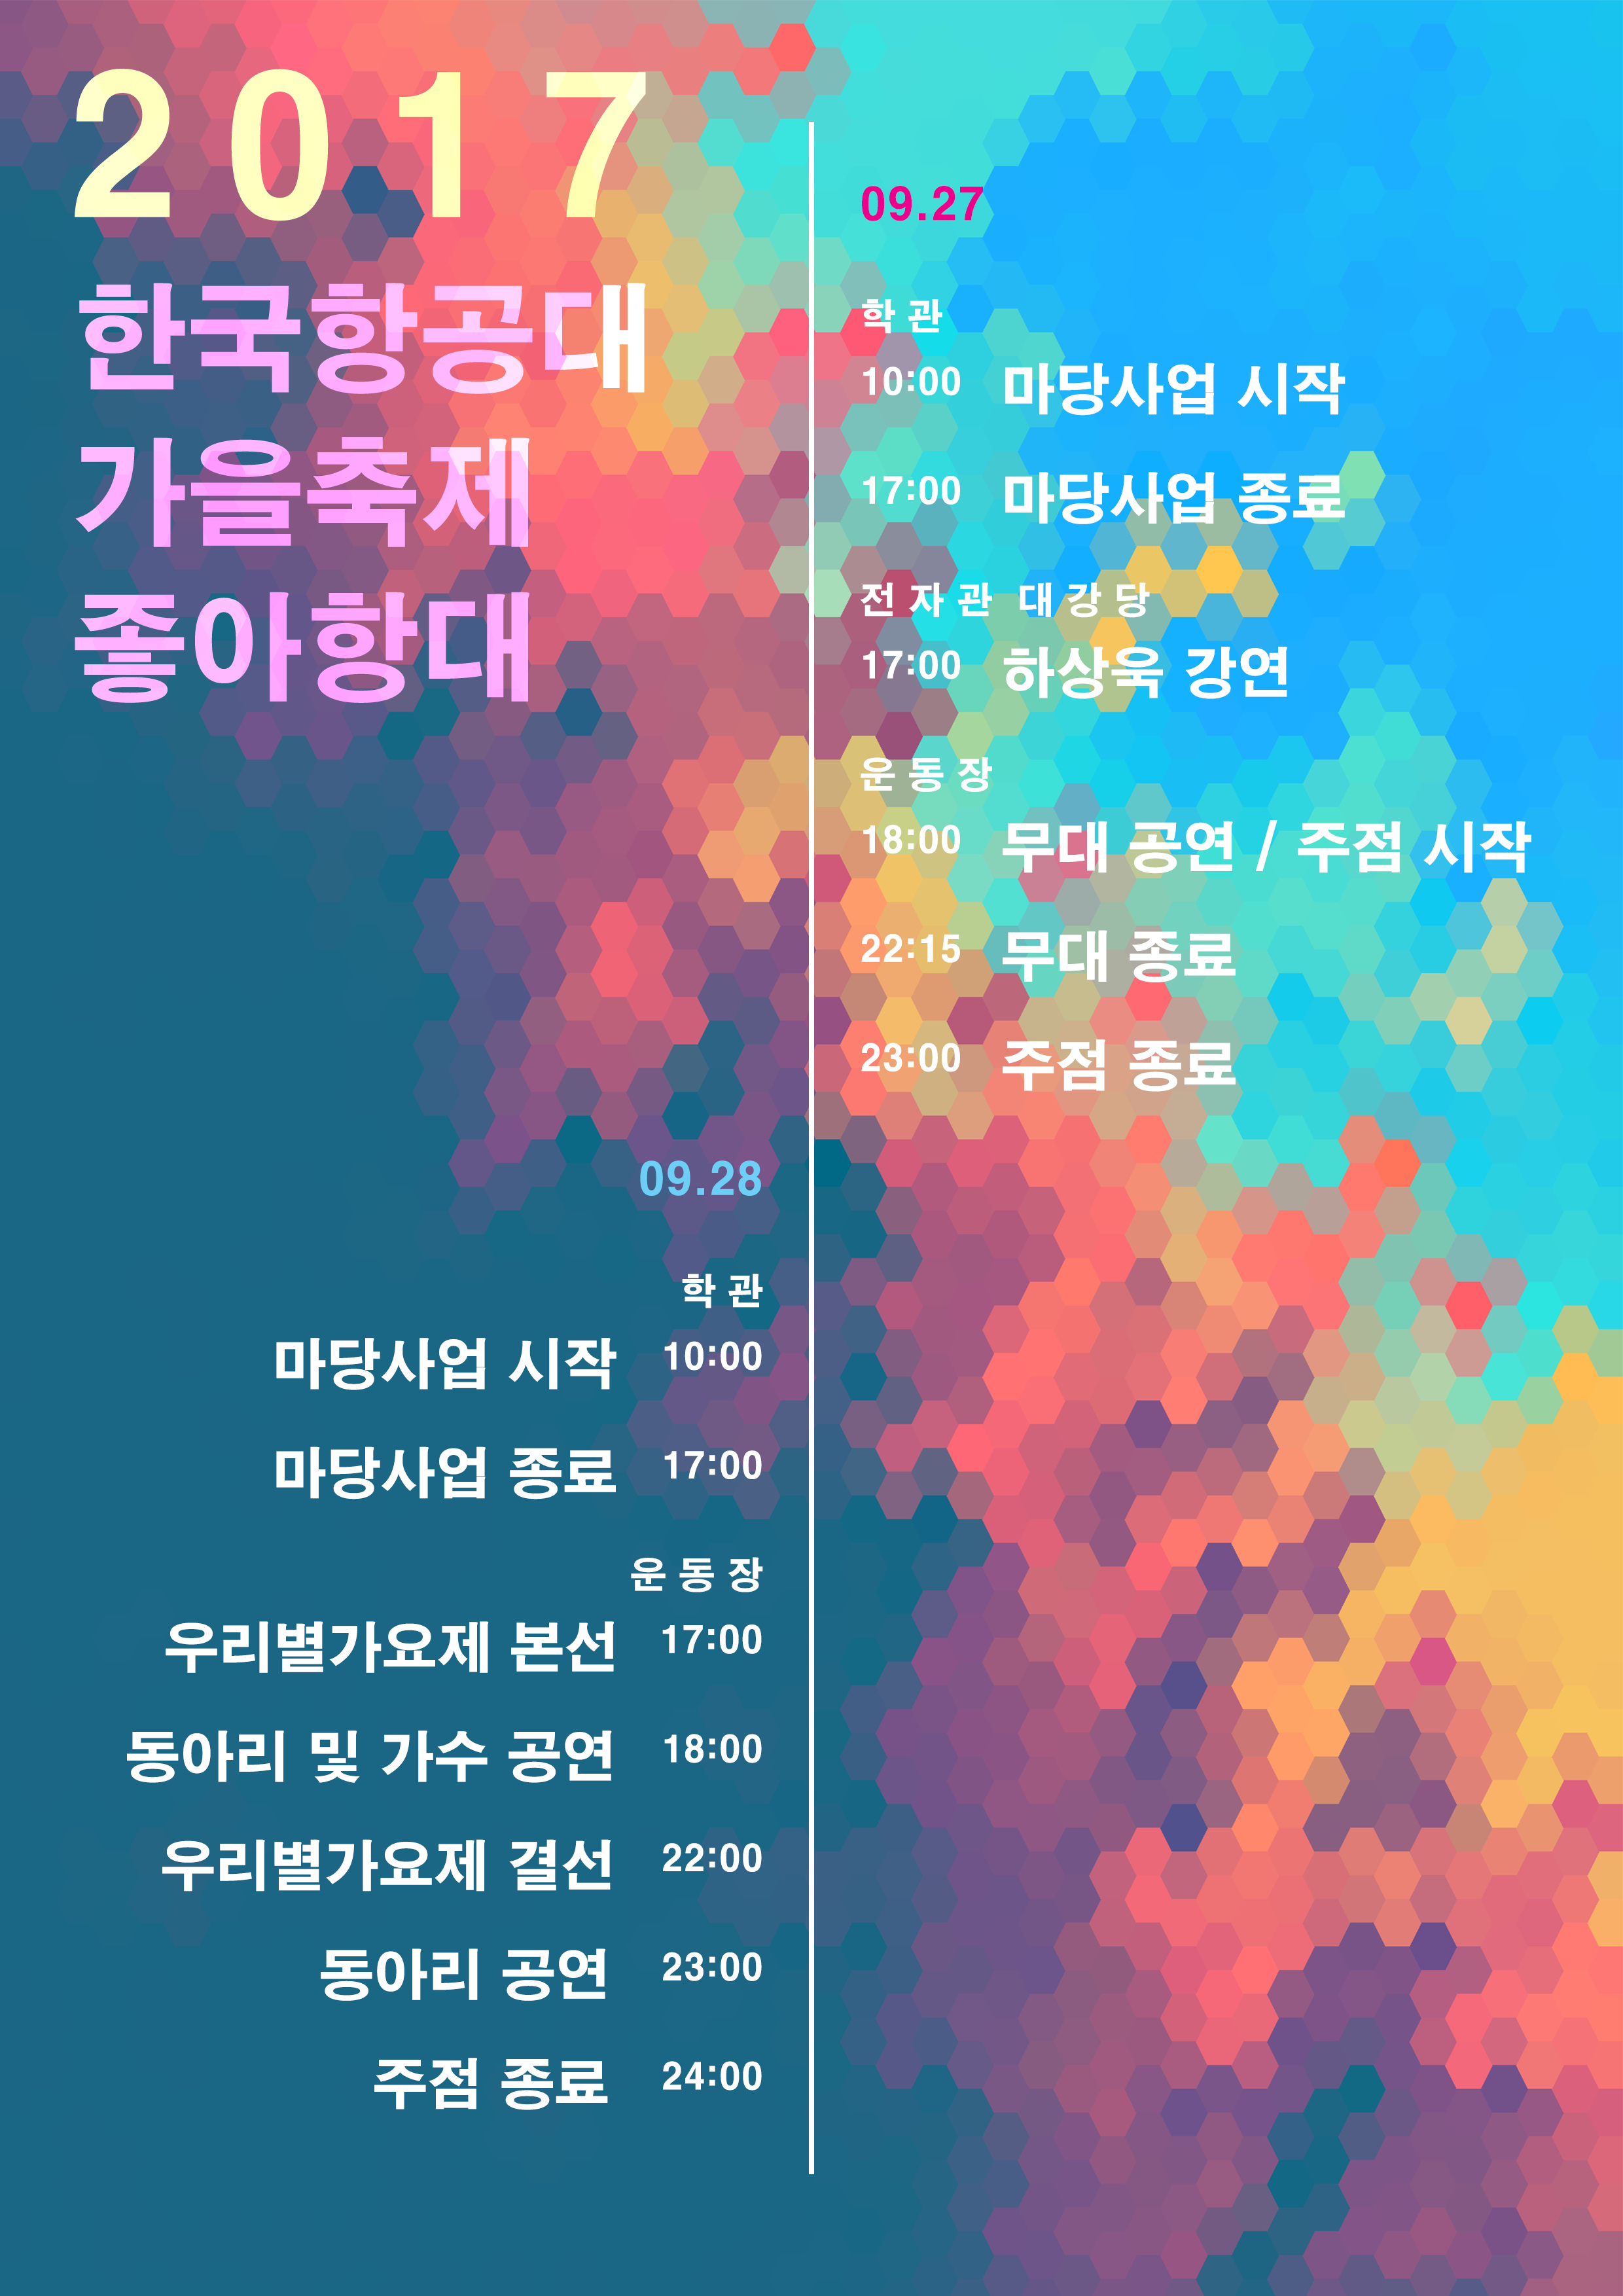 2017
한국항공대
가을축제
좋아항대
09.27
학관
10:00 마당사업 시작
17:00 마당사업 종료
전자관 대강당
17:00 하상욱 강연
운동장
18:00 무대 공연 / 주점 시작
22:15 무대 종료
23:00 주점 종료
09.28
학관
마당사업 시작 10:00
마당사업 종료 17:00
운동장
우리별가요제 본선 17:00
동아리 및 가수 공연 18:00
우리별가요제 결선 22:00
동아리 공연 23:00
주점 종료 24:00